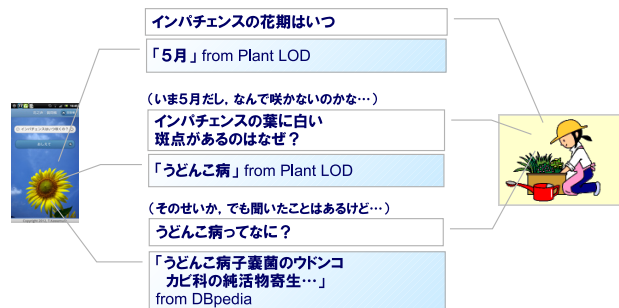 インパチェンスの花期はいつ
「５月」 from Plant LOD
（いま５月だし，なんで咲かないのかな…）
インパチェンスの葉に白い
斑点があるのはなぜ？
「うどんこ病」 from Plant LOD
（そのせいか，でも聞いたことはあるけど…）
うどんこ病ってなに？
「うどんこ病子嚢菌のウドンコ
カビ科の純活物寄生…」
from DBpedia